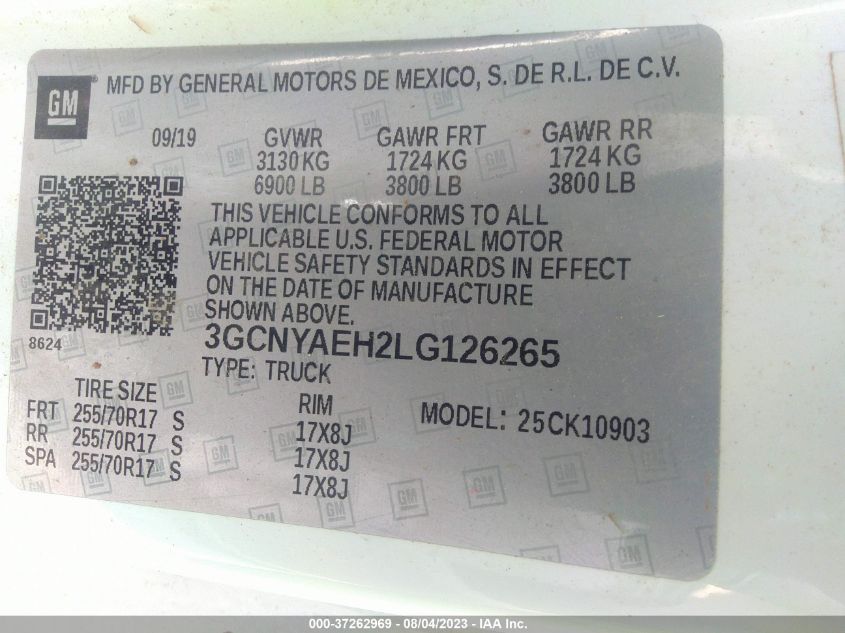 GM MFD BY GENERAL MOTORS DE MEXICO, S. DE R.L. DE C.V.
09/19 GVWR GAWR FRT GAWR RR
3130 KG 1724 KG 1724 KG
6900 LB 3800 LB 3800 LB
THIS VEHICLE CONFORMS TO ALL
APPLICABLE U.S. FEDERAL MOTOR
VEHICLE SAFETY STANDARDS IN EFFECT
ON THE DATE OF MANUFACTURE
SHOWN ABOVE.
8624
3GCNYAEH2LG126265
TYPE: TRUCK
TIRE SIZE RIM MODEL: 25CK10903
FRT 255/70R17 S 17X8J
RR 255/70R17 S 17X8J
SPA 255/70R17 S 17X8J
000-37262969 - 08/04/2023 - IAA Inc.